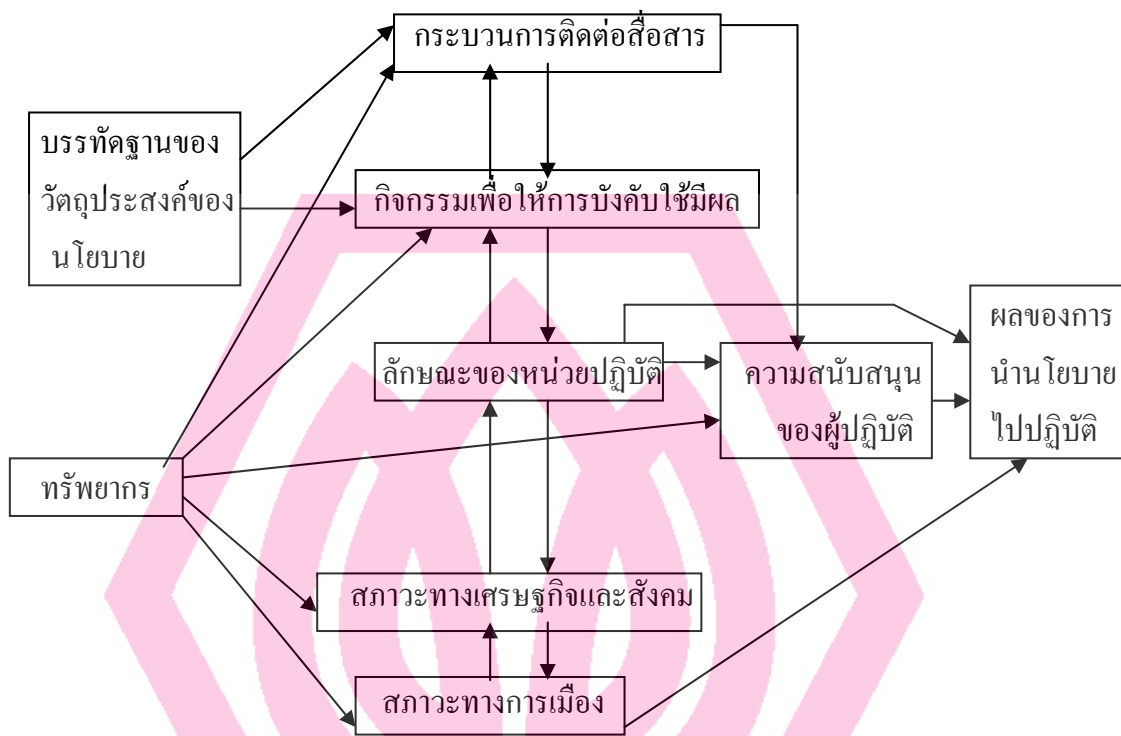 กระบวนการติดต่อสื่อสาร
บรรทัดฐานของ
วัตถุประสงค์ของ
นโยบาย
กิจกรรมเพื่อให้การบังคับใช้มีผล
ลักษณะของหน่วยปฏิบัติ
ความสนับสนุน
ของผู้ปฏิบัติ
ผลของการ
นำนโยบาย
ไปปฏิบัติ
ทรัพยากร
สภาวะทางเศรษฐกิจและสังคม
สภาวะทางการเมือง